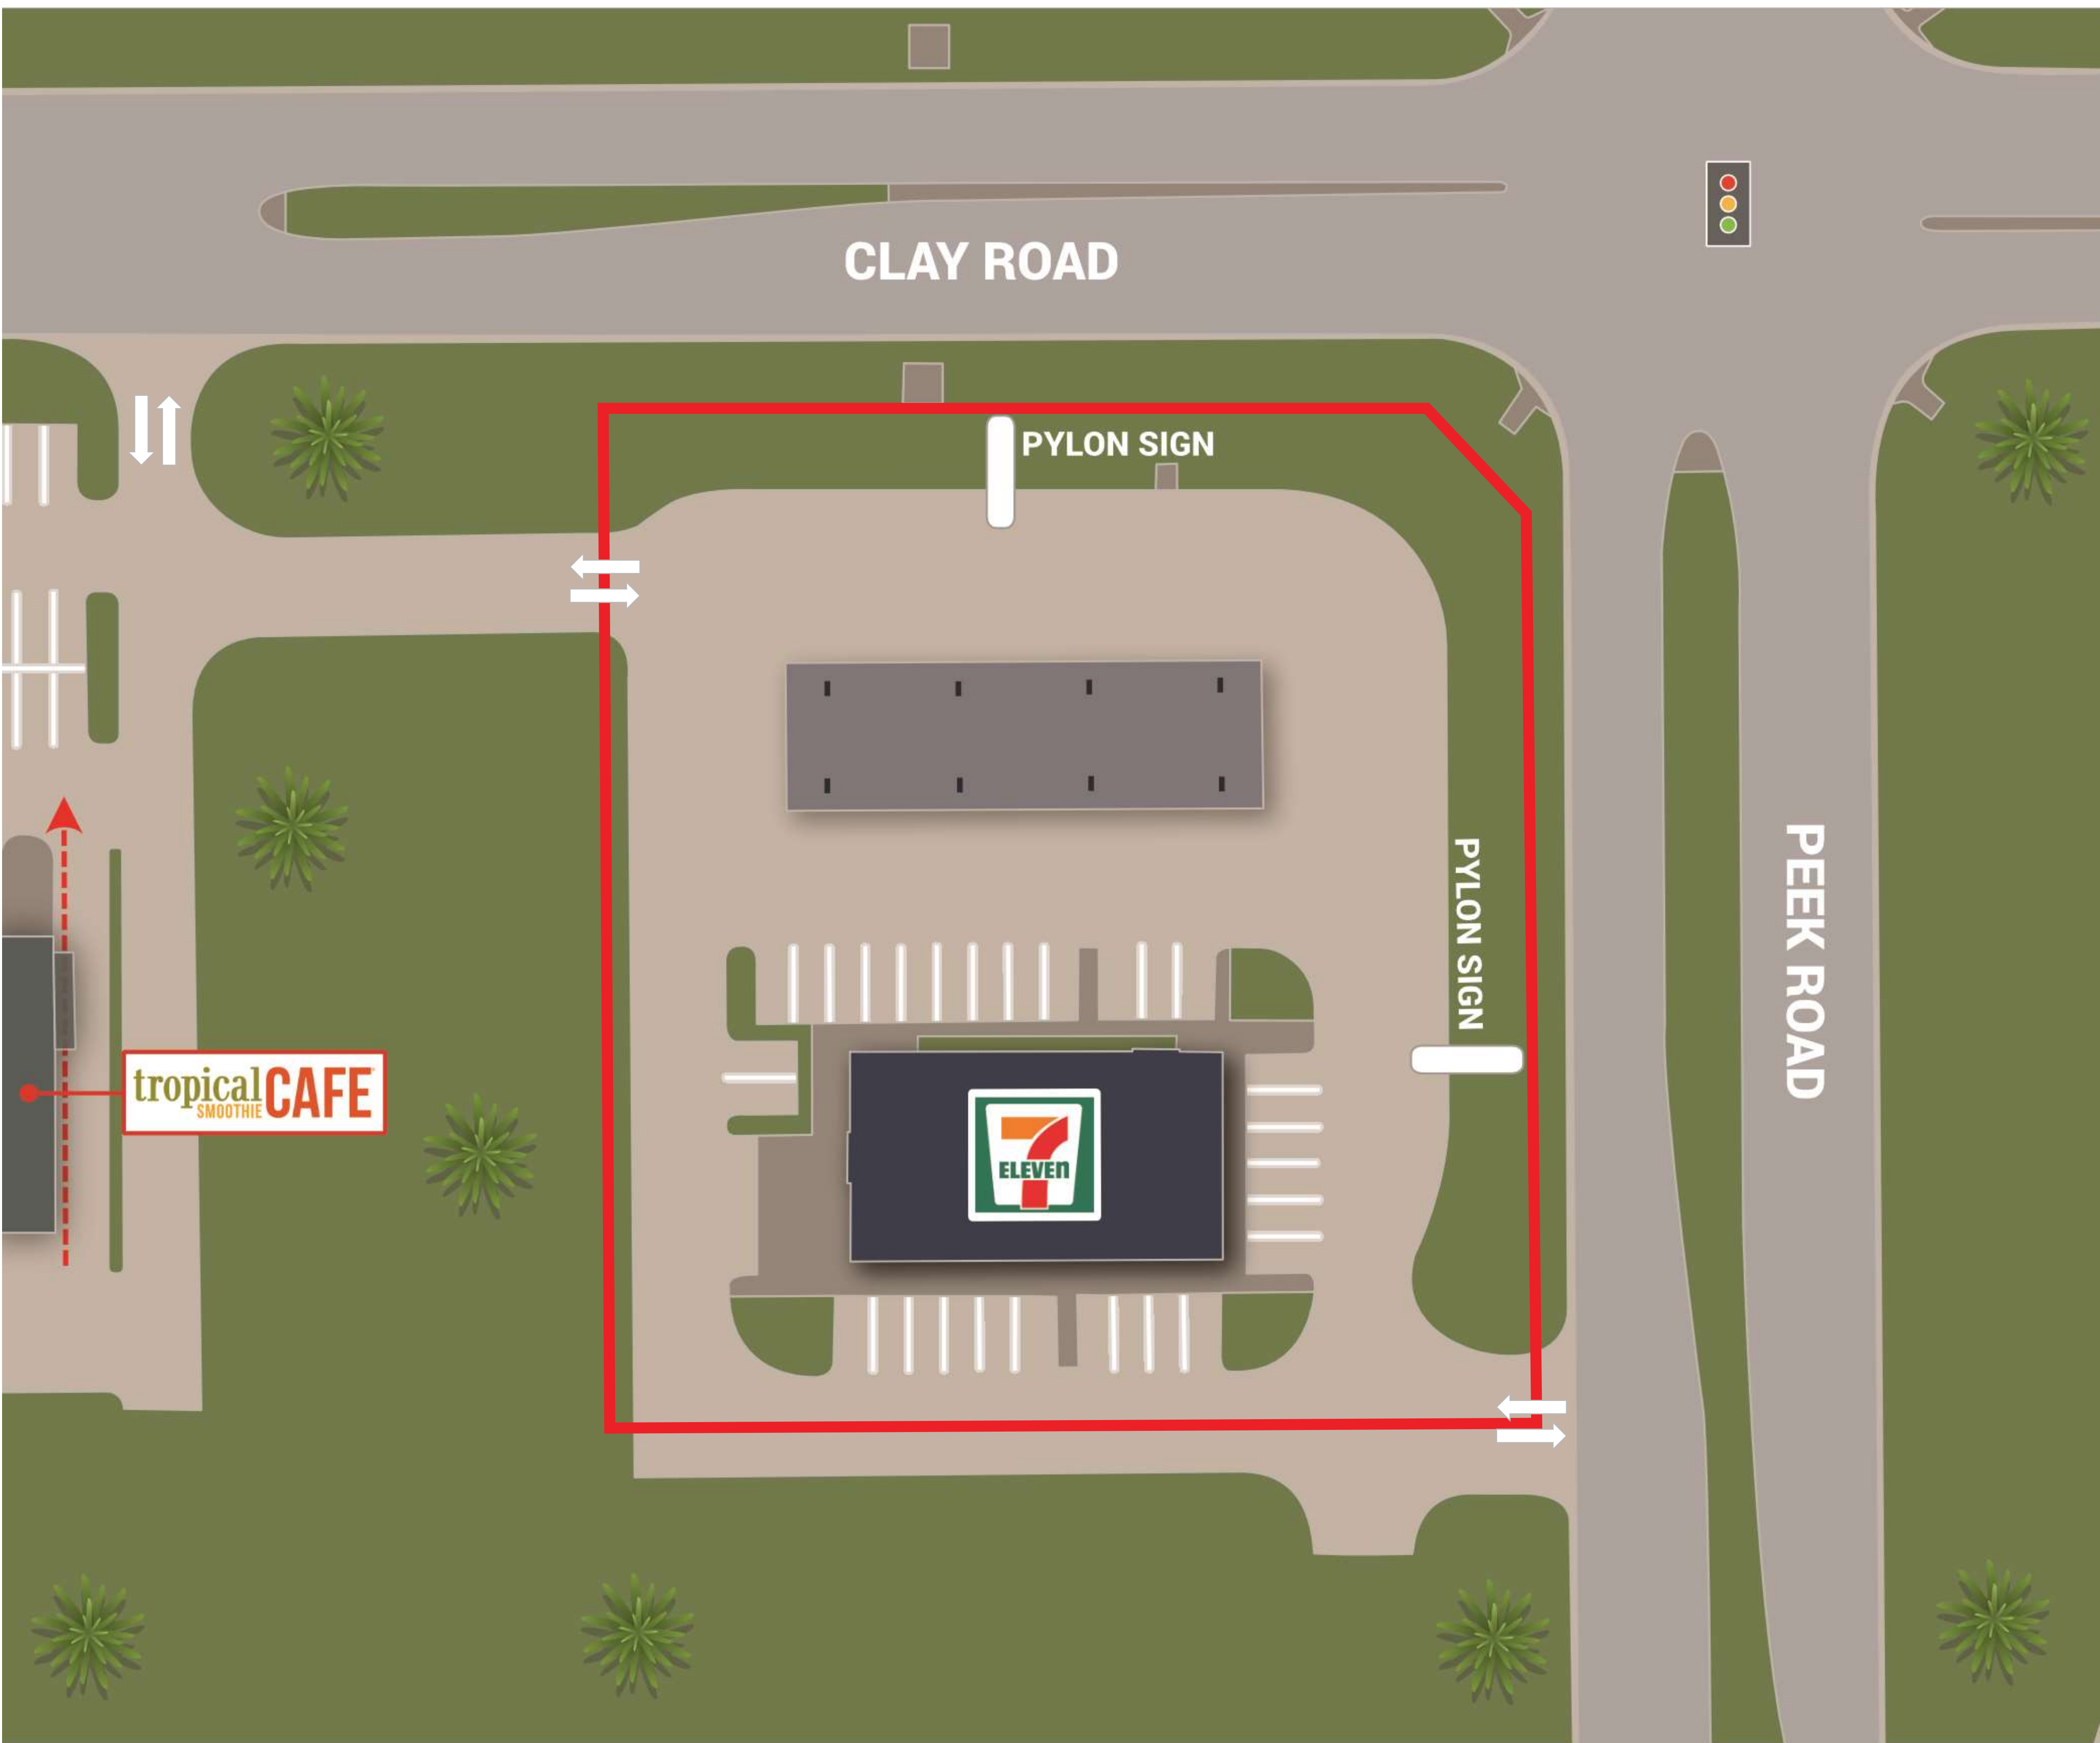 CLAY ROAD
PYLON SIGN
PYLON SIGN
PEEK ROAD
tropical
SMOOTHIE
CAFE
7
ELEVEn